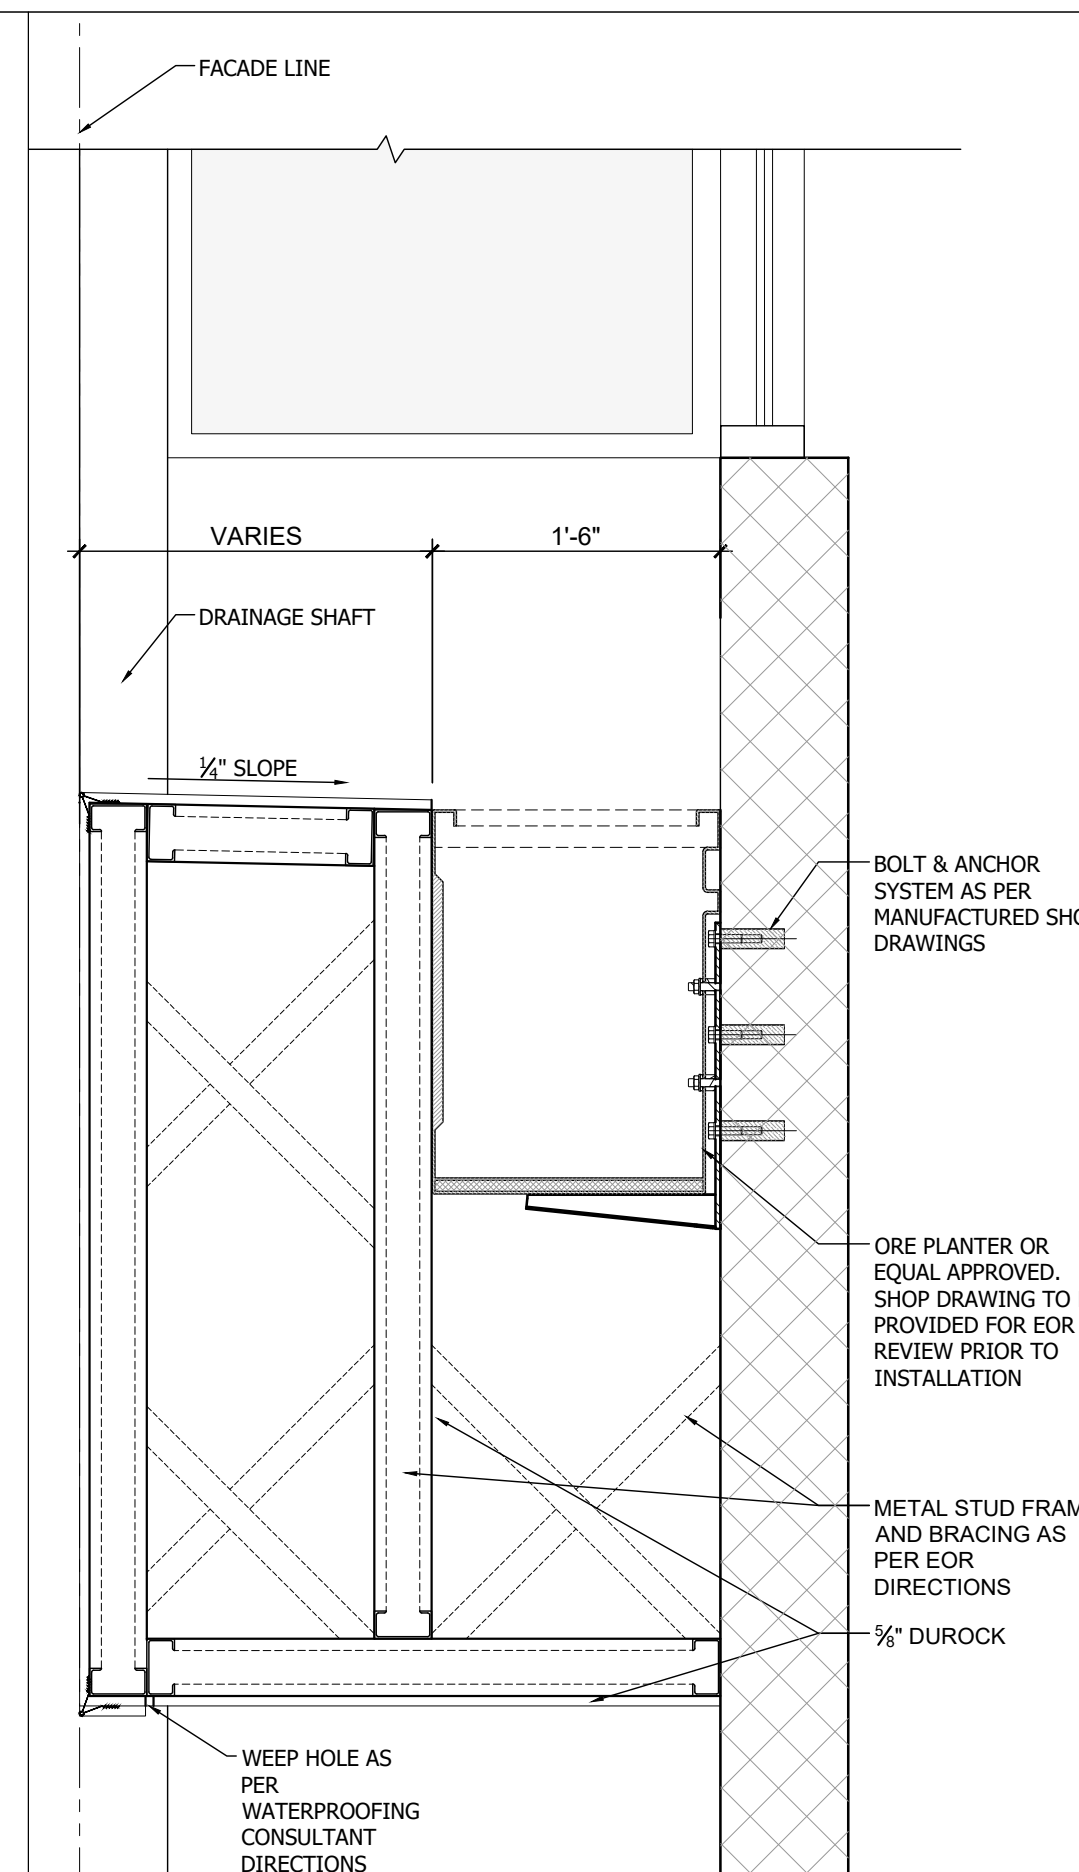 FACADE LINE
VARIES
1'-6"
DRAINAGE SHAFT
1/4" SLOPE
BOLT & ANCHOR
SYSTEM AS PER
MANUFACTURED
DRAWINGS
ORE PLANTER OR
EQUAL APPROVED.
SHOP DRAWING TO
PROVIDED FOR EOR
REVIEW PRIOR TO
INSTALLATION
METAL STUD
AND BRACING AS
PER EOR
DIRECTIONS
5/8" DUROCK
WEEP HOLE AS
PER
WATERPROOFING
CONSULTANT
DIRECTIONS